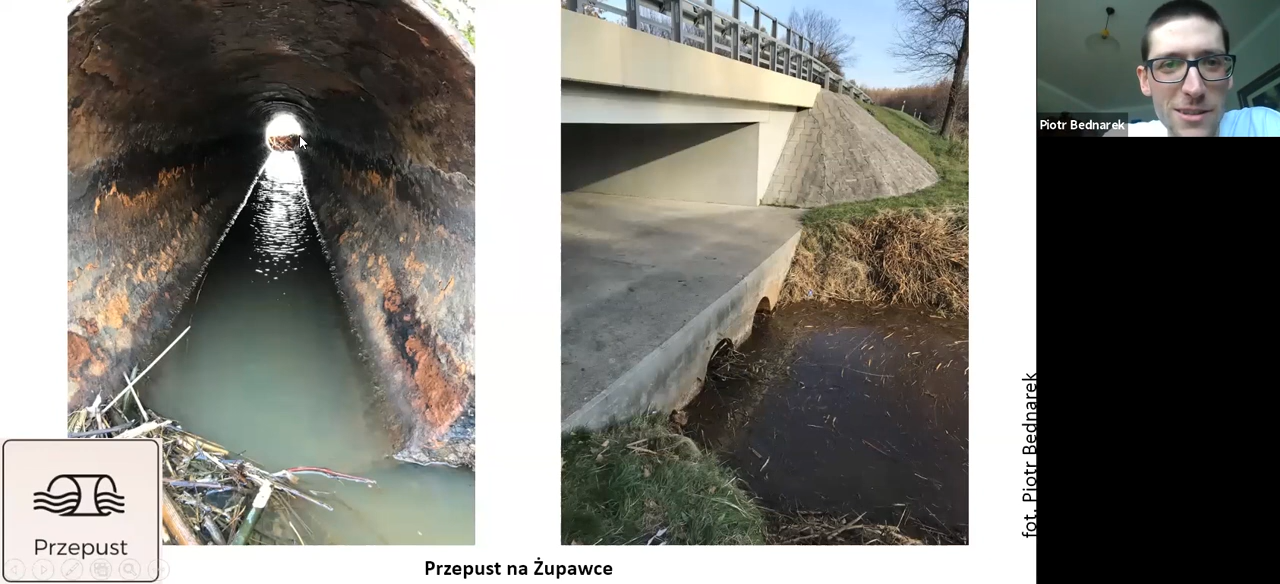 Piotr Bednarek
fot. Piotr Bednarek
Przepust
Przepust na Żupawce